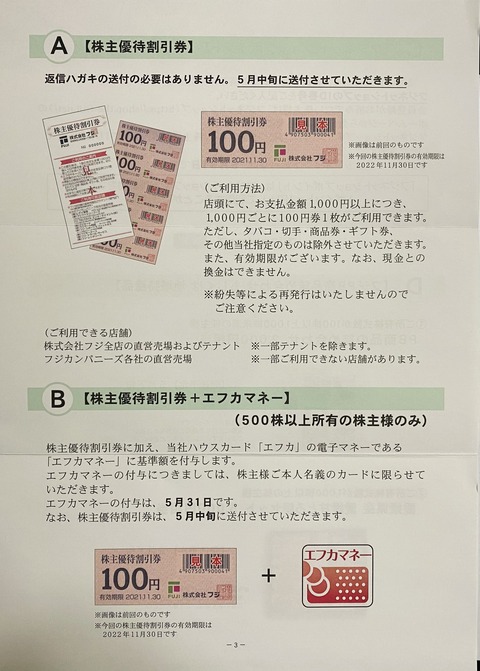 A 【株主優待割引券】
返信ハガキの送付の必要はありません。５月中旬に送付させていただきます。
株主優待割引券
FUJI 株式会社フジ
見本
100円
株主優待割引券
100円
有効期限 2021.11.30
見本
4907503900041
FUJI 株式会社フジ
※画像は前回のものです
※今回の株主優待割引券の有効期限は
2022年11月30日です
（ご利用方法）
店頭にて、お支払金額1,000円以上につき、
1,000円ごとに100円券1枚がご利用できます。
ただし、タバコ・切手・商品券・ギフト券、
その他当社指定のものは除外させていただきます。
また、有効期限がございます。なお、現金との
換金はできません。
※紛失等による再発行はいたしませんので
ご注意ください。
（ご利用できる店舗）
株式会社フジ全店の直営売場およびテナント ※一部テナントを除きます。
フジカンパニーズ各社の直営売場 ※一部ご利用できない店舗があります。
B 【株主優待割引券＋エフカマネー】
（５００株以上所有の株主様のみ）
株主優待割引券に加え、当社ハウスカード「エフカ」の電子マネーである
「エフカマネー」に基準額を付与します。
エフカマネーの付与につきましては、株主様ご本人名義のカードに限らせて
いただきます。
エフカマネーの付与は、５月３１日です。
なお、株主優待割引券は、５月中旬に送付させていただきます。
株主優待割引券
100円
有効期限 2021.11.30
見本
4907503900041
FUJI 株式会社フジ
＋
エフカマネー
※画像は前回のものです
※今回の株主優待割引券の有効期限は
2022年11月30日です
－3－